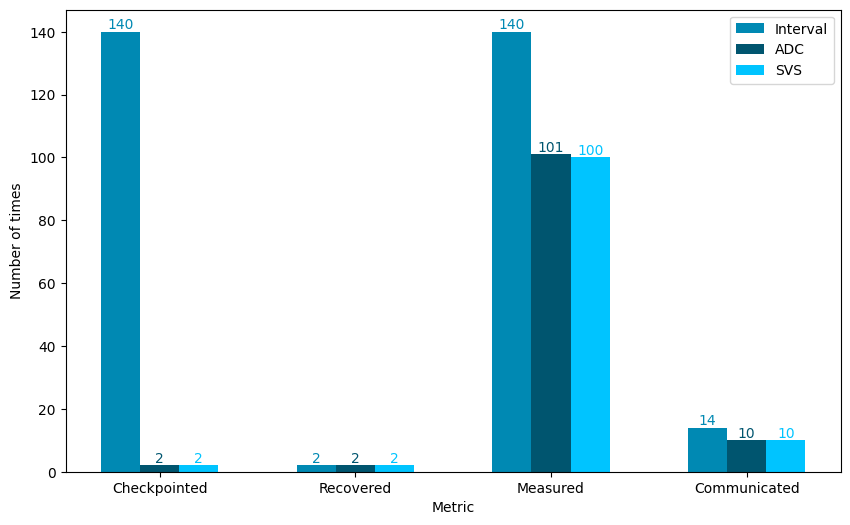 140
140
Interval
ADC
SVS
140
120
101
100
100
80
60
40
20
14
10
10
2
2
2
2
2
0
Checkpointed
Recovered
Measured
Communicated
Number of times
Metric